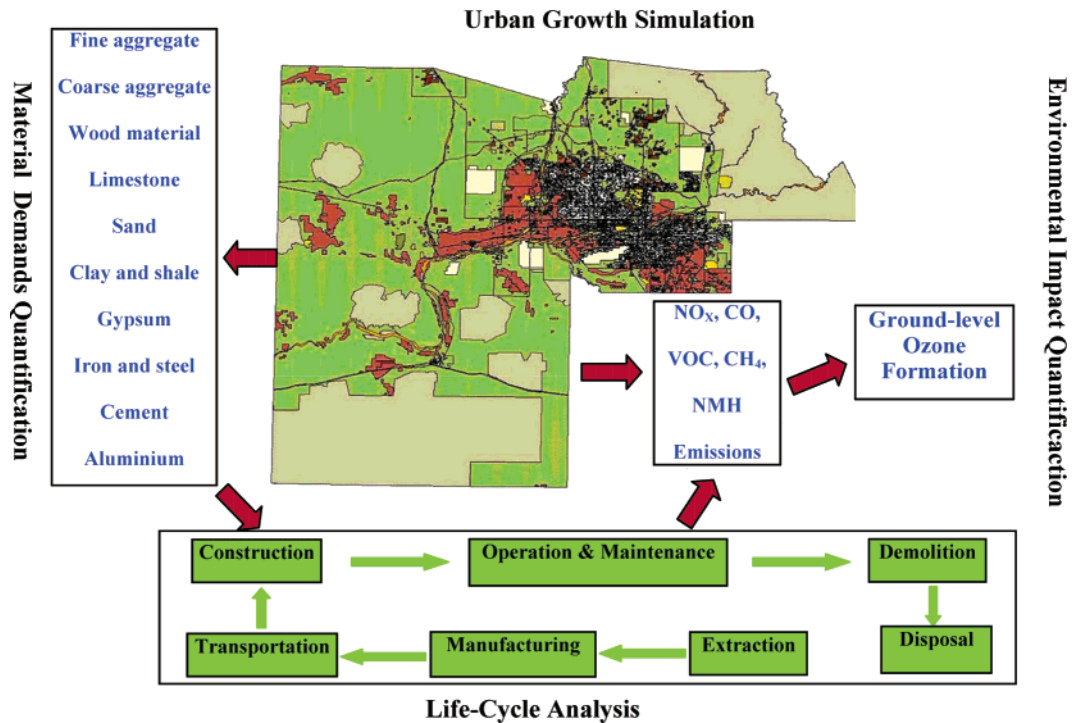 Urban Growth Simulation
Material Demands Quantification
Fine aggregate
Coarse aggregate
Wood material
Limestone
Sand
Clay and shale
Gypsum
Iron and steel
Cement
Aluminium
NOₓ, CO,
VOC, CH₄,
NMH
Emissions
Ground-level
Ozone
Formation
Environmental Impact Quantificaction
Construction
Operation & Maintenance
Demolition
Transportation
Manufacturing
Extraction
Disposal
Life-Cycle Analysis